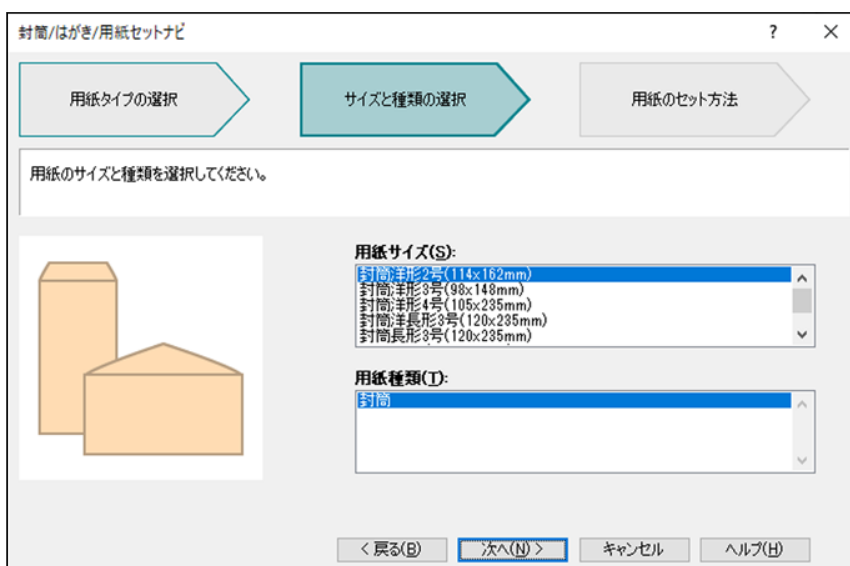 封筒/はがき/用紙セットナビ
?
用紙タイプの選択
サイズと種類の選択
用紙のセット方法
用紙のサイズと種類を選択してください。
用紙サイズ(S):
封筒洋形2号(114x162mm)
封筒洋形3号(98x148mm)
封筒洋形4号(105x235mm)
封筒洋長形3号(120x235mm)
封筒長形3号(120x235mm)
用紙種類(T):
封筒
< 戻る(B)
次へ(N) >
キャンセル
ヘルプ(H)